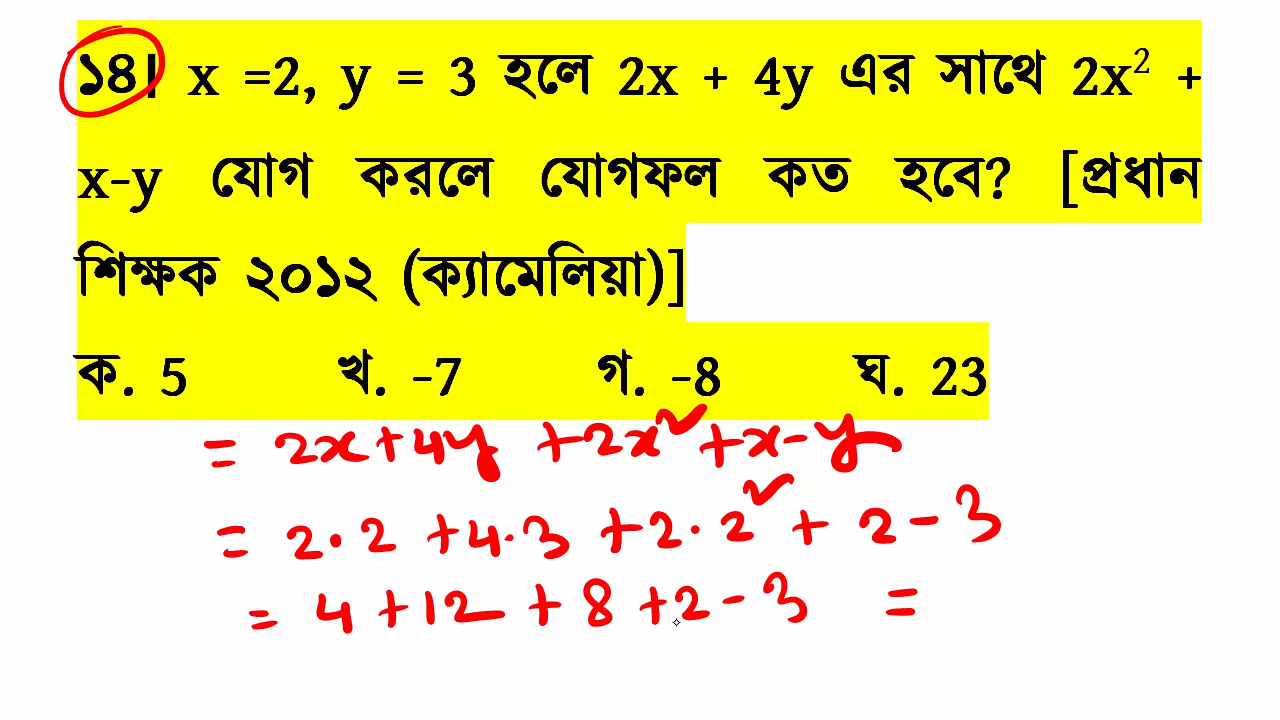 ১৪। x =2, y = 3 হলে 2x + 4y এর সাথে 2x² +
x-y যোগ করলে যোগফল কত হবে? [প্রধান
শিক্ষক ২০১২ (ক্যামেলিয়া)]
ক. 5 খ. -7 গ. -8 ঘ. 23
= 2x+4y +2x²+x-y
= 2·2 +4·3 +2·2² + 2-3
= 4+12 + 8 +2-3 =